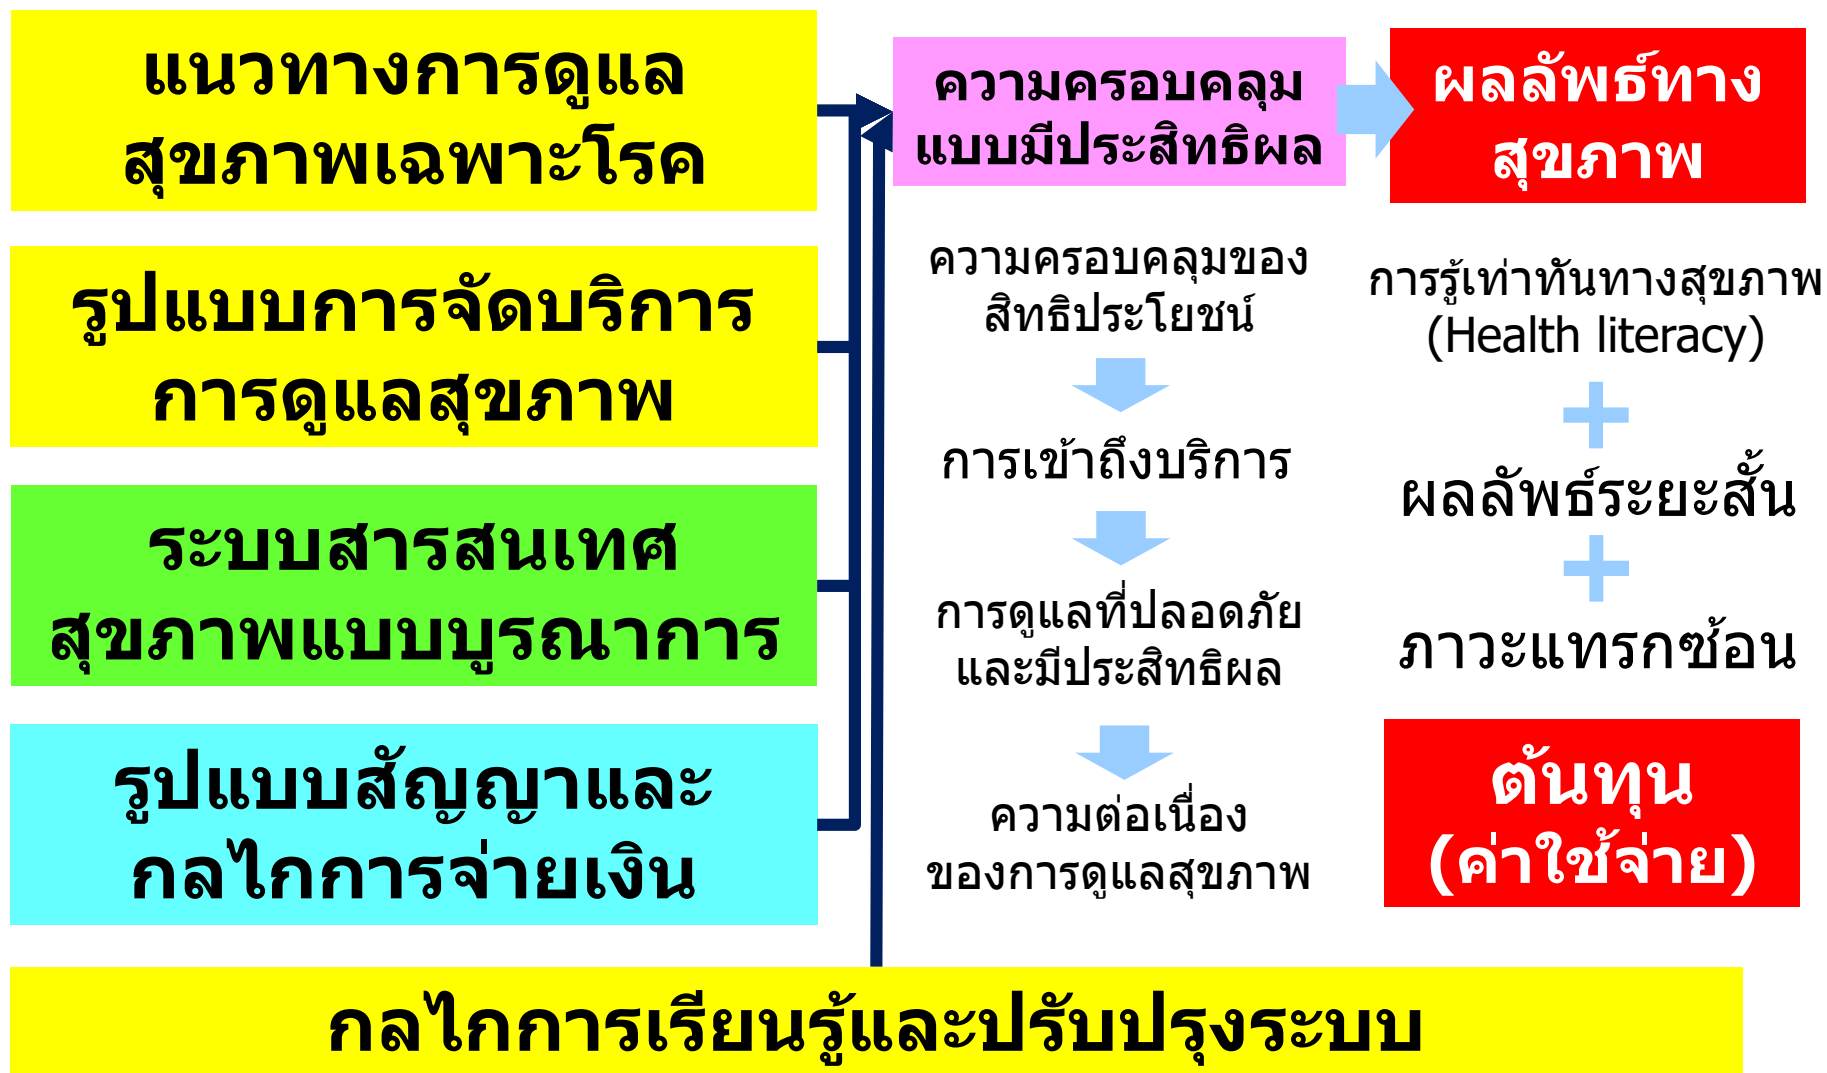 แนวทางการดูแล
สุขภาพเฉพาะโรค
รูปแบบการจัดบริการ
การดูแลสุขภาพ
ระบบสารสนเทศ
สุขภาพแบบบูรณาการ
รูปแบบสัญญาและ
กลไกการจ่ายเงิน
ความครอบคลุม
แบบมีประสิทธิผล
ความครอบคลุมของ
สิทธิประโยชน์
การเข้าถึงบริการ
การดูแลที่ปลอดภัย
และมีประสิทธิผล
ความต่อเนื่อง
ของการดูแลสุขภาพ
ผลลัพธ์ทาง
สุขภาพ
การรู้เท่าทันทางสุขภาพ
(Health literacy)
+
ผลลัพธ์ระยะสั้น
+
ภาวะแทรกซ้อน
ต้นทุน
(ค่าใช้จ่าย)
กลไกการเรียนรู้และปรับปรุงระบบ